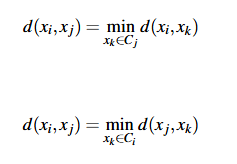 d(x_i,x_j) = min_{x_k∈C_j} d(x_i,x_k)
d(x_i,x_j) = min_{x_k∈C_i} d(x_j,x_k)